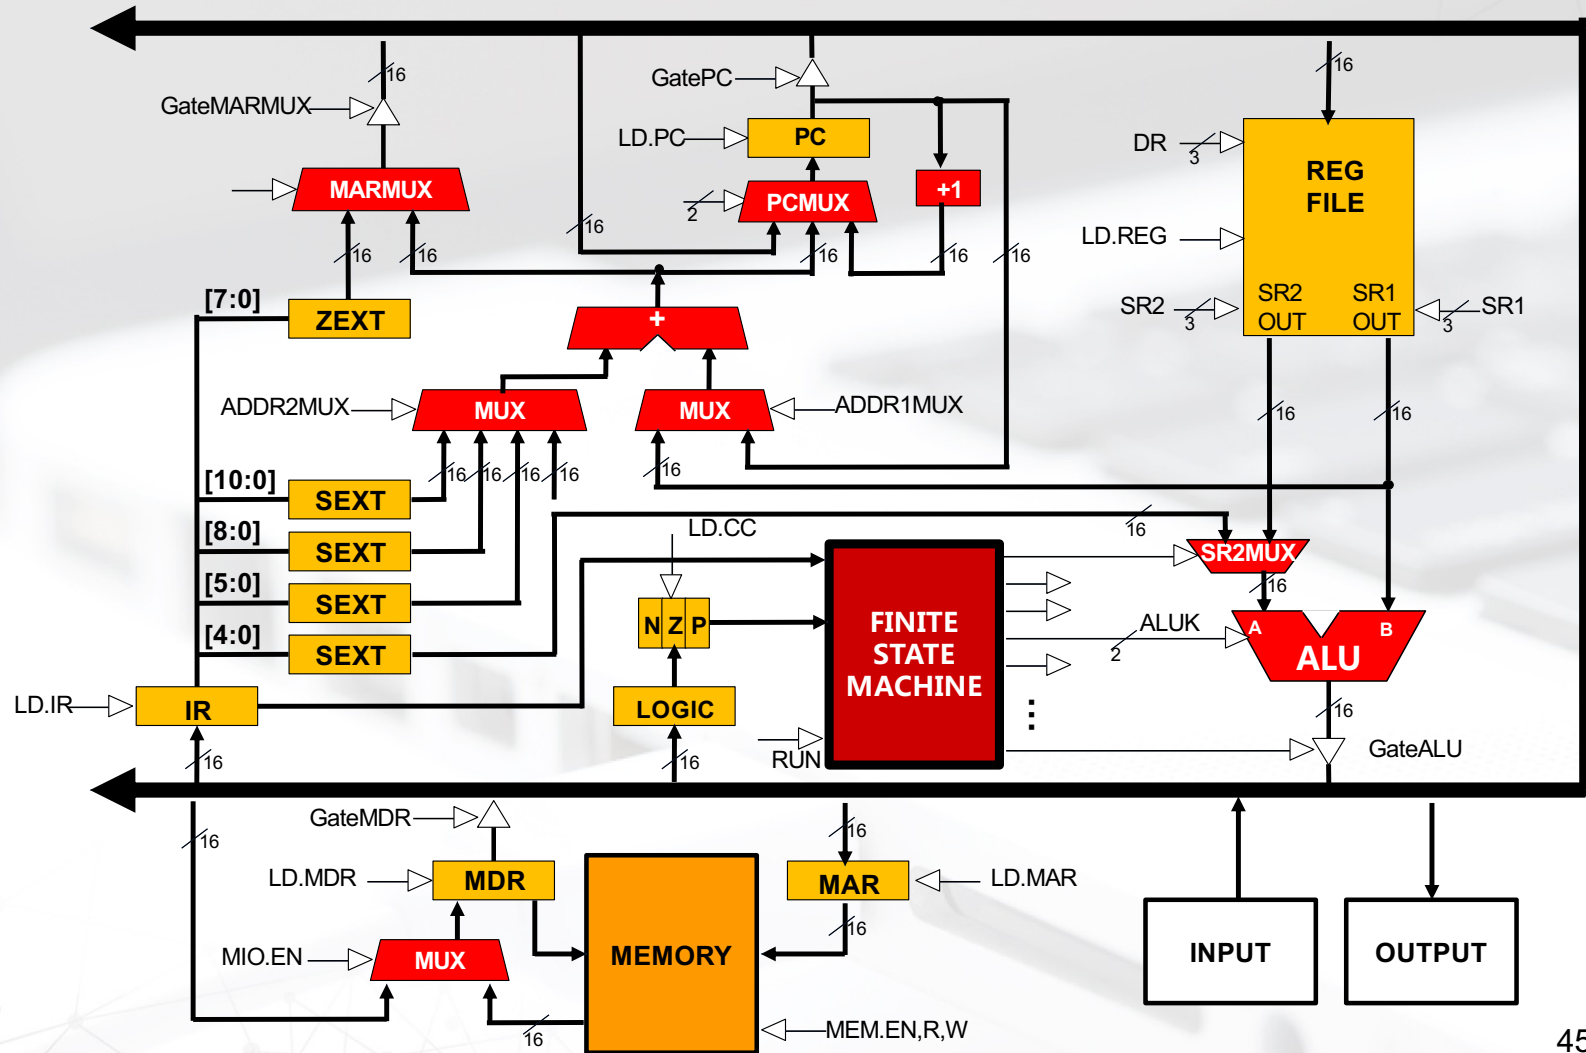 16
GatePC
16
GateMARMUX
LD.PC
PC
DR
3
REG
FILE
MARMUX
PCMUX
+1
2
16
LD.REG
16
16
16
16
16
[7:0]
ZEXT
+
SR2
3
SR2
OUT
SR1
OUT
3
SR1
ADDR2MUX
MUX
MUX
ADDR1MUX
16
16
16
16
16
16
16
[10:0]
SEXT
[8:0]
SEXT
LD.CC
16
SR2MUX
16
[5:0]
SEXT
N Z P
FINITE
STATE
MACHINE
ALUK
2
A
B
ALU
[4:0]
SEXT
LD.IR
IR
LOGIC
16
16
16
RUN
⋮
GateALU
GateMDR
16
16
LD.MDR
MDR
MAR
LD.MAR
16
MIO.EN
MUX
MEMORY
INPUT
OUTPUT
16
MEM.EN,R,W
45